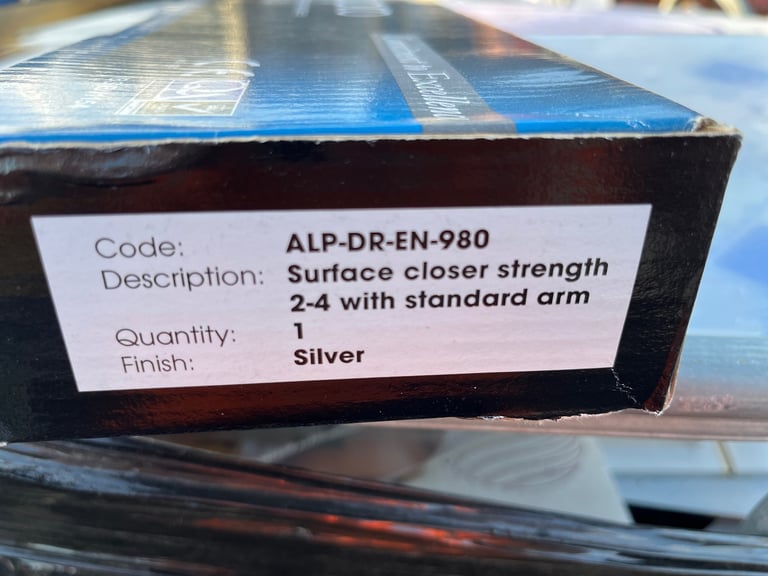 Code: ALP-DR-EN-980
Description: Surface closer strength
2-4 with standard arm
Quantity: 1
Finish: Silver